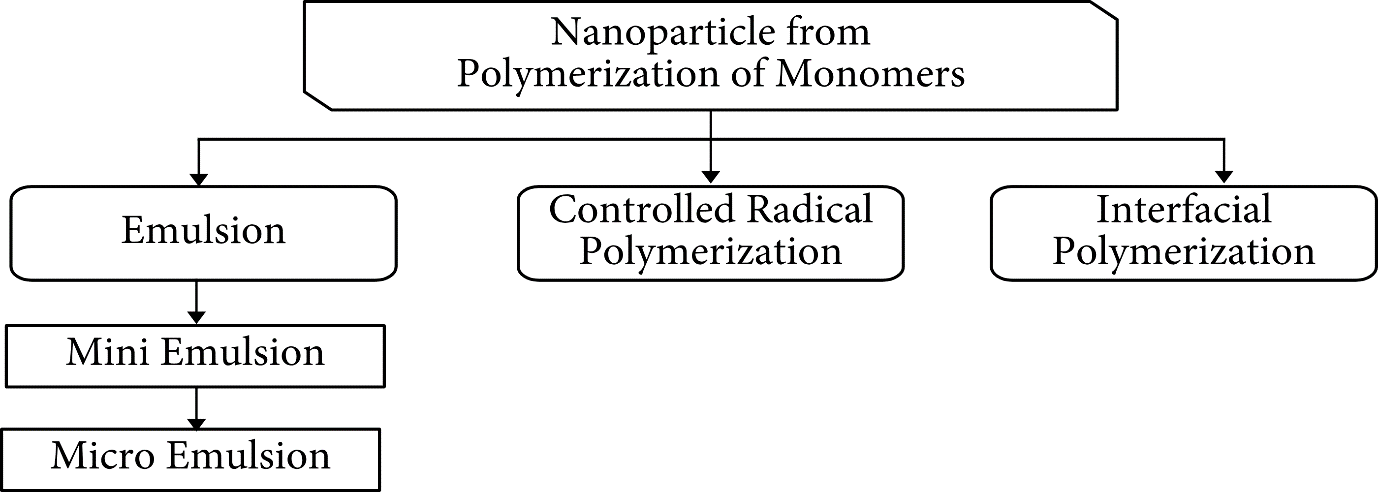 Nanoparticle from
Polymerization of Monomers
Emulsion
Controlled Radical
Polymerization
Interfacial
Polymerization
Mini Emulsion
Micro Emulsion